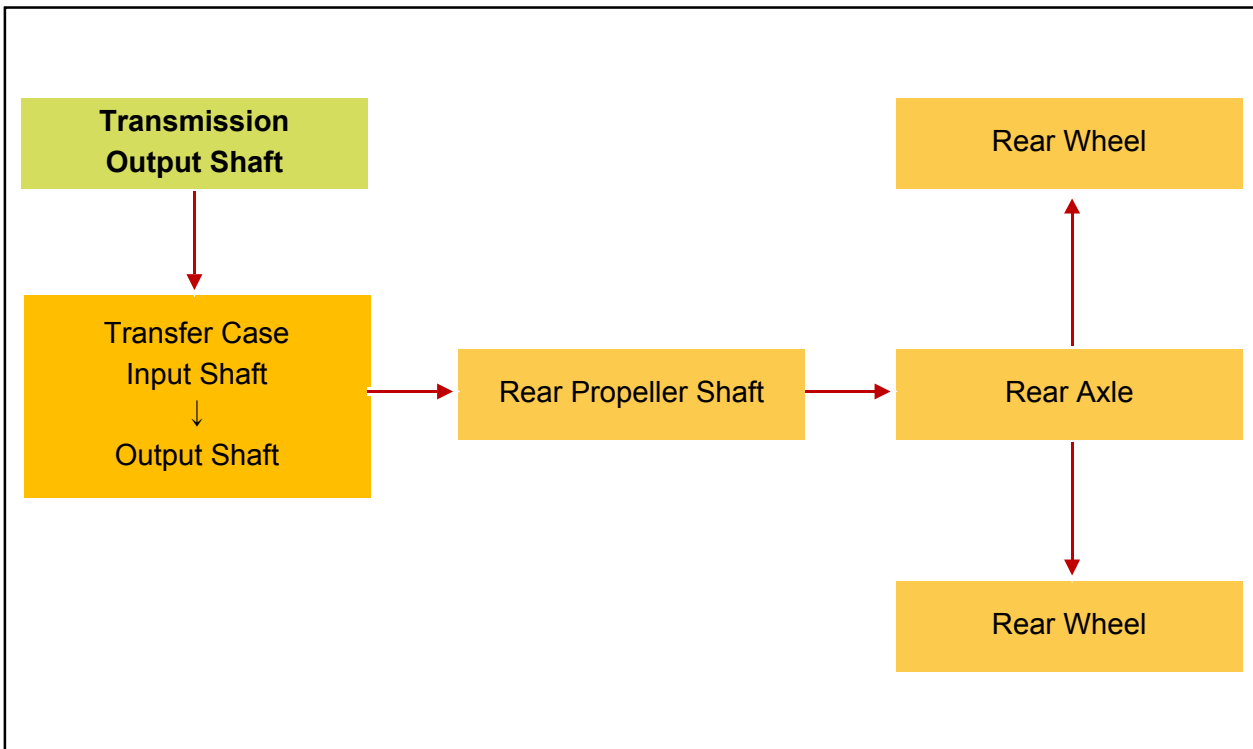 Transmission
Output Shaft
Rear Wheel
Transfer Case
Input Shaft
↓
Output Shaft
Rear Propeller Shaft
Rear Axle
Rear Wheel